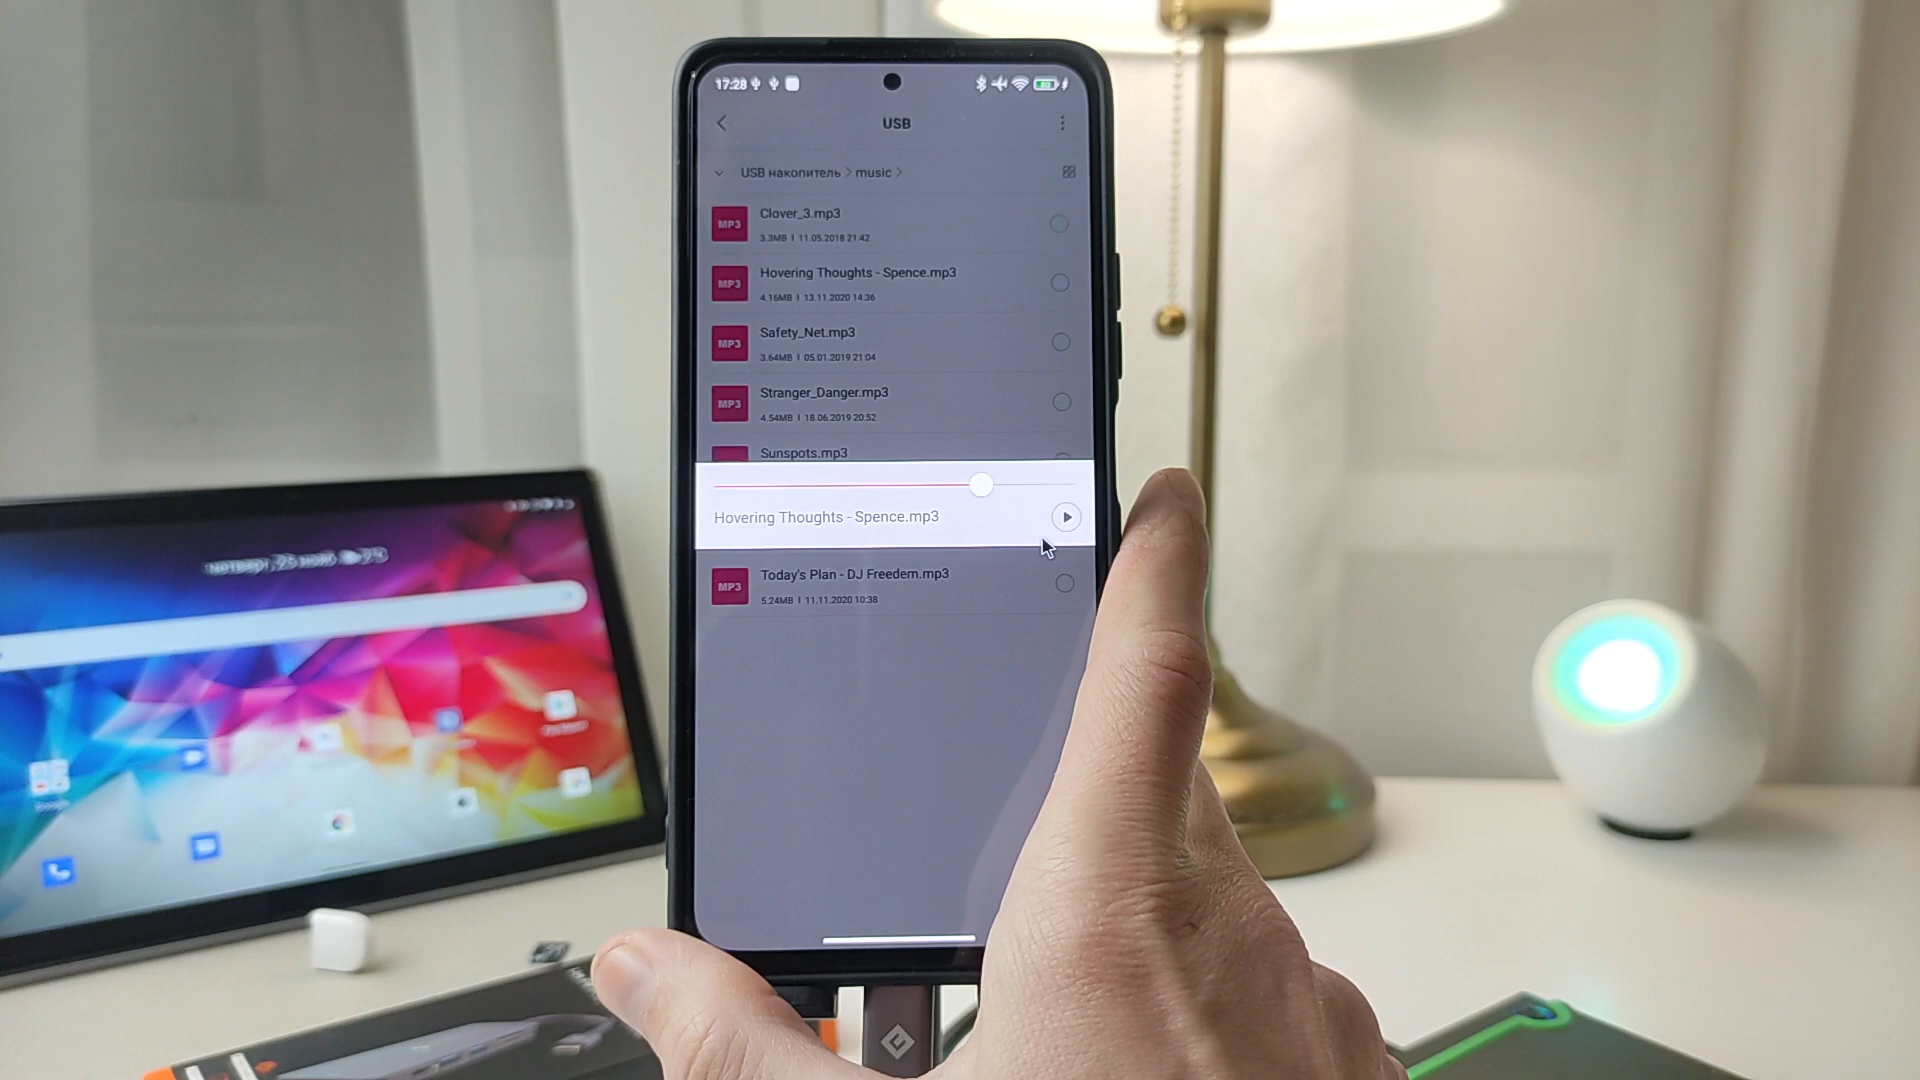 17:28
80
USB
USB накопитель > music >
MP3
Clover_3.mp3
3.3MB | 11.05.2018 21:42
MP3
Hovering Thoughts - Spence.mp3
4.16MB | 13.11.2020 14:36
MP3
Safety_Net.mp3
3.64MB | 05.01.2019 21:04
MP3
Stranger_Danger.mp3
4.54MB | 18.06.2019 20:52
Sunspots.mp3
Hovering Thoughts - Spence.mp3
MP3
Today's Plan - DJ Freedem.mp3
5.24MB | 11.11.2020 10:38